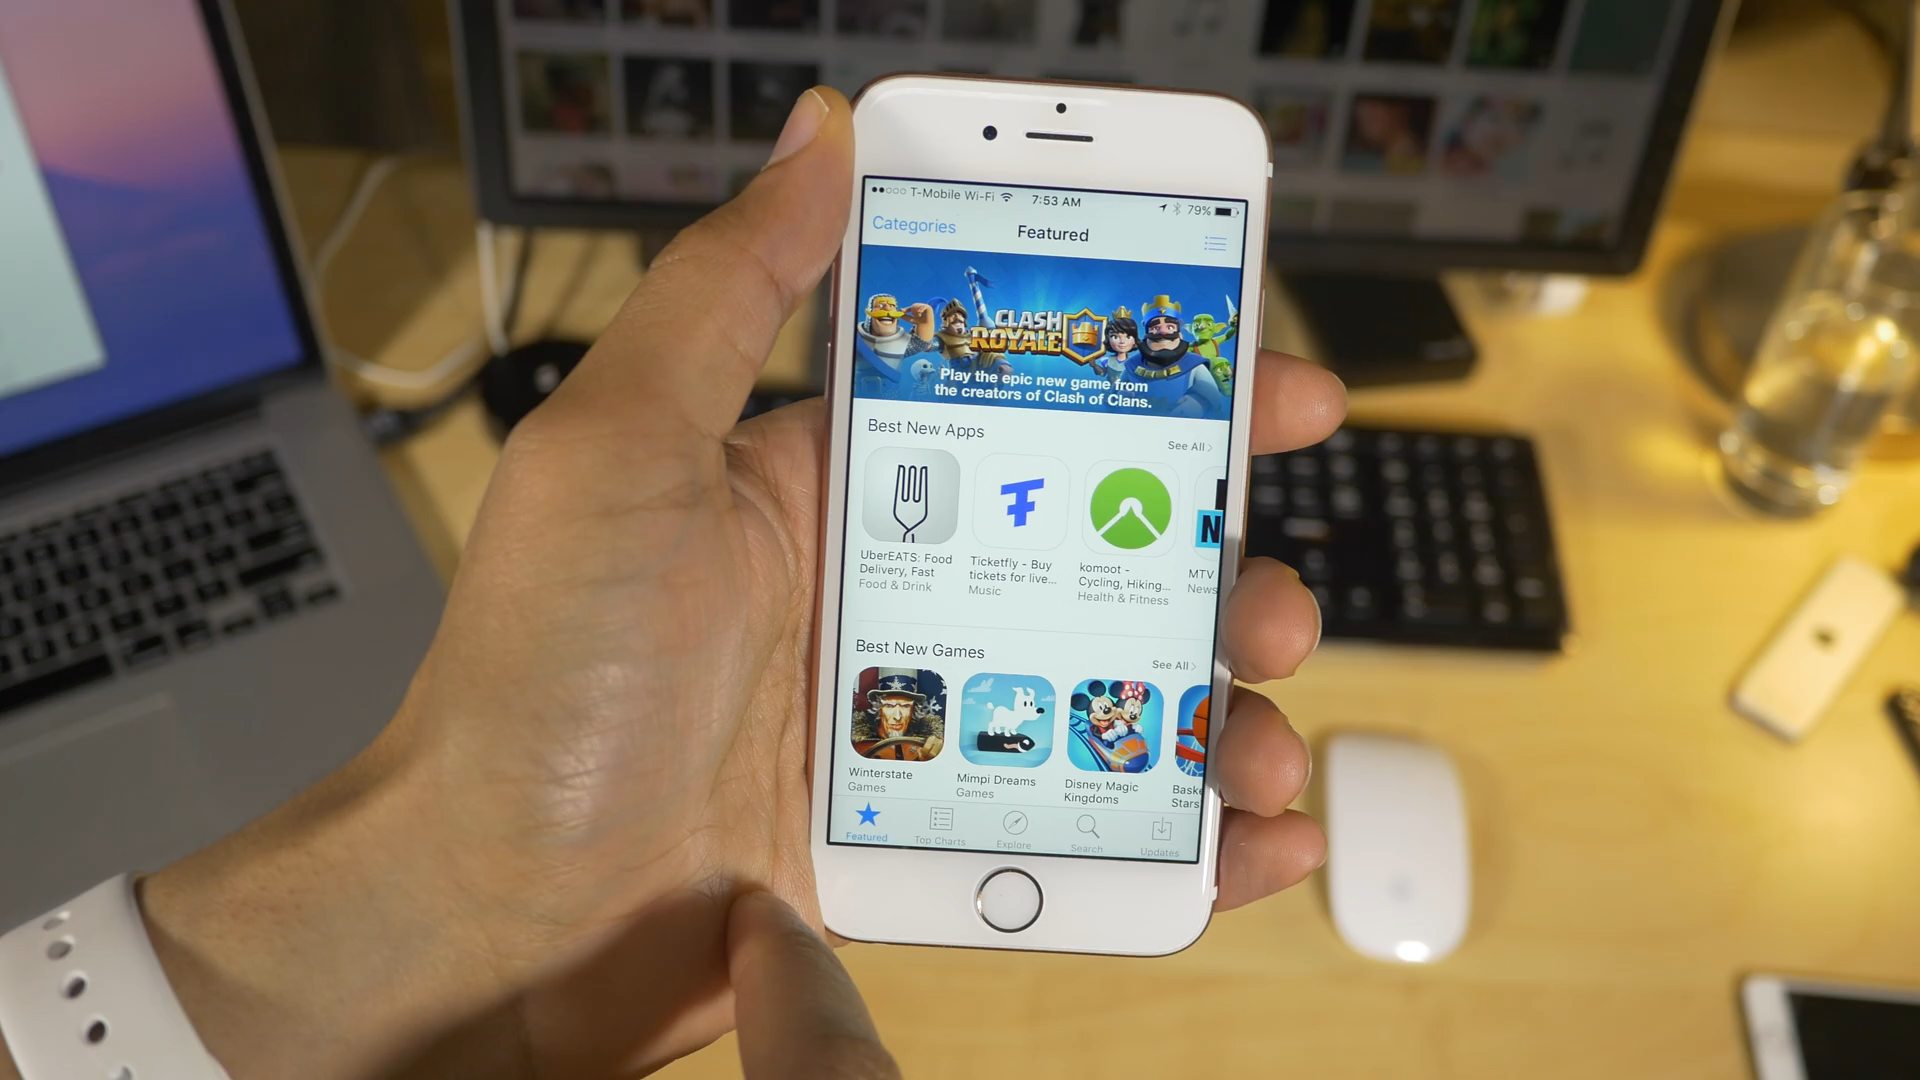 T-Mobile Wi-Fi 7:53 AM 79%
Categories Featured
CLASH
ROYALE
Play the epic new game from
the creators of Clash of Clans.
Best New Apps See All >
UberEATS: Food
Delivery, Fast
Food & Drink
Ticketfly - Buy
tickets for live...
Music
komoot -
Cycling, Hiking...
Health & Fitness
N
MTV
News
Best New Games See All >
Winterstate
Games
Mimpi Dreams
Games
Disney Magic
Kingdoms
Baske
Stars
Featured Top Charts Explore Search Updates